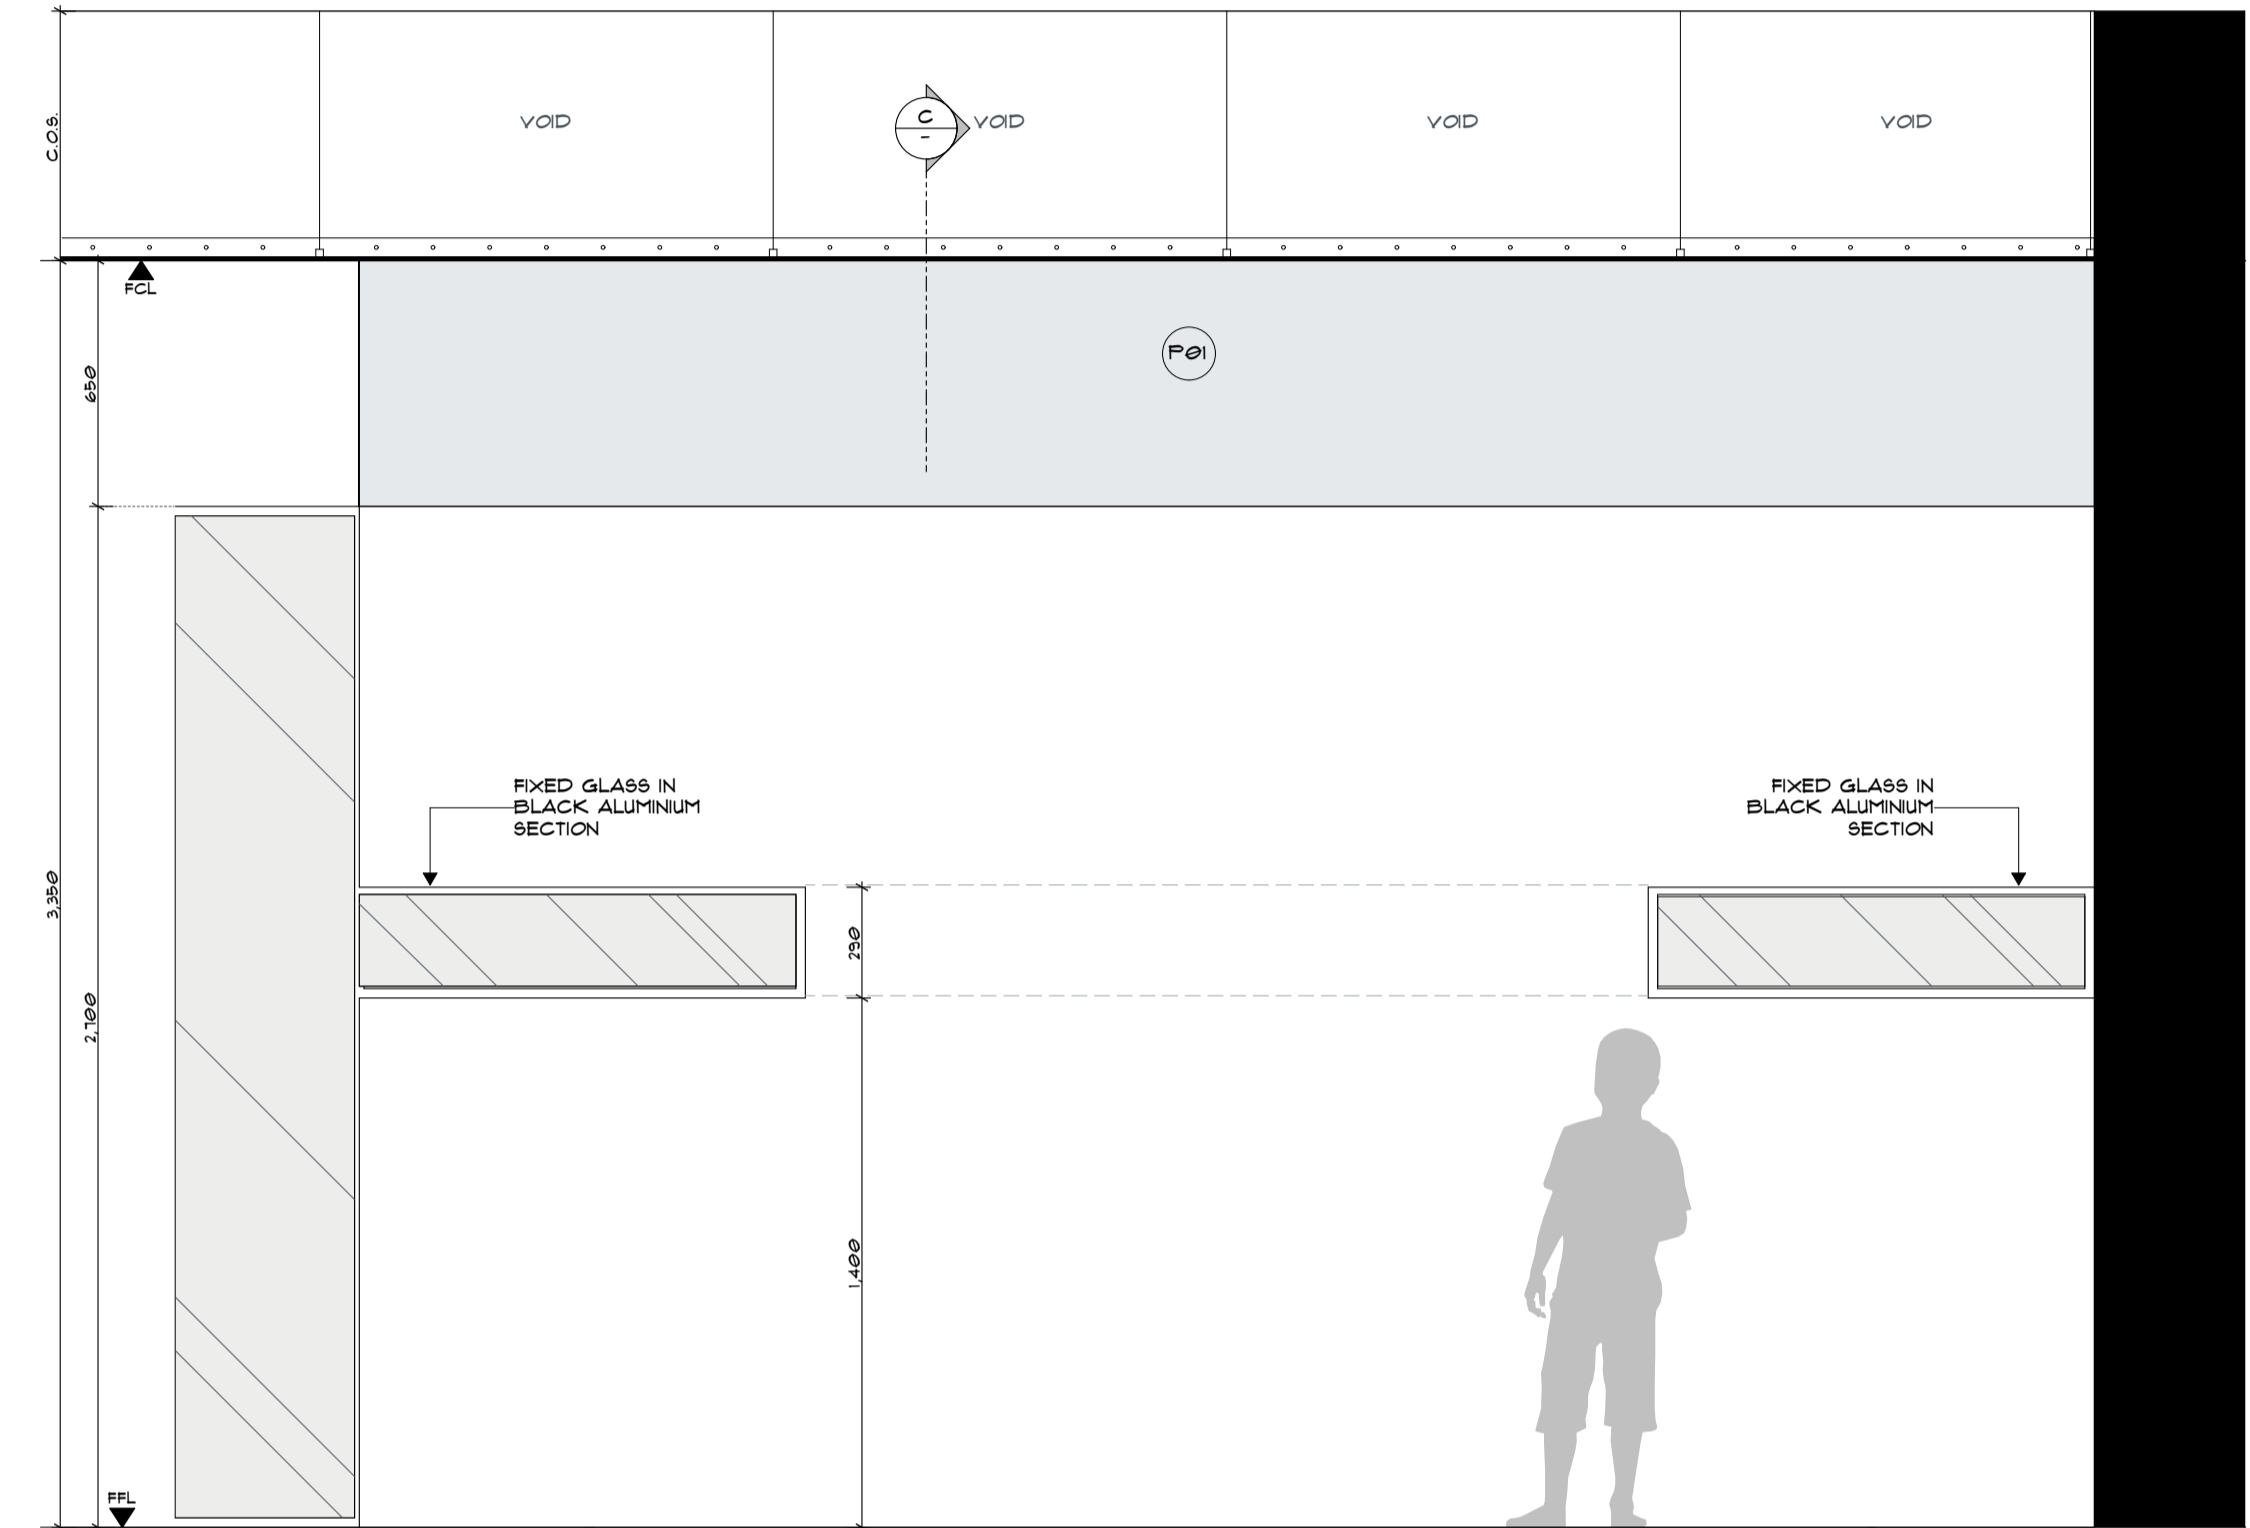 C.O.S.
VOID
C
-
VOID
VOID
VOID
FCL
650
P01
FIXED GLASS IN
BLACK ALUMINIUM
SECTION
FIXED GLASS IN
BLACK ALUMINIUM
SECTION
3,350
290
2,700
1,400
FFL